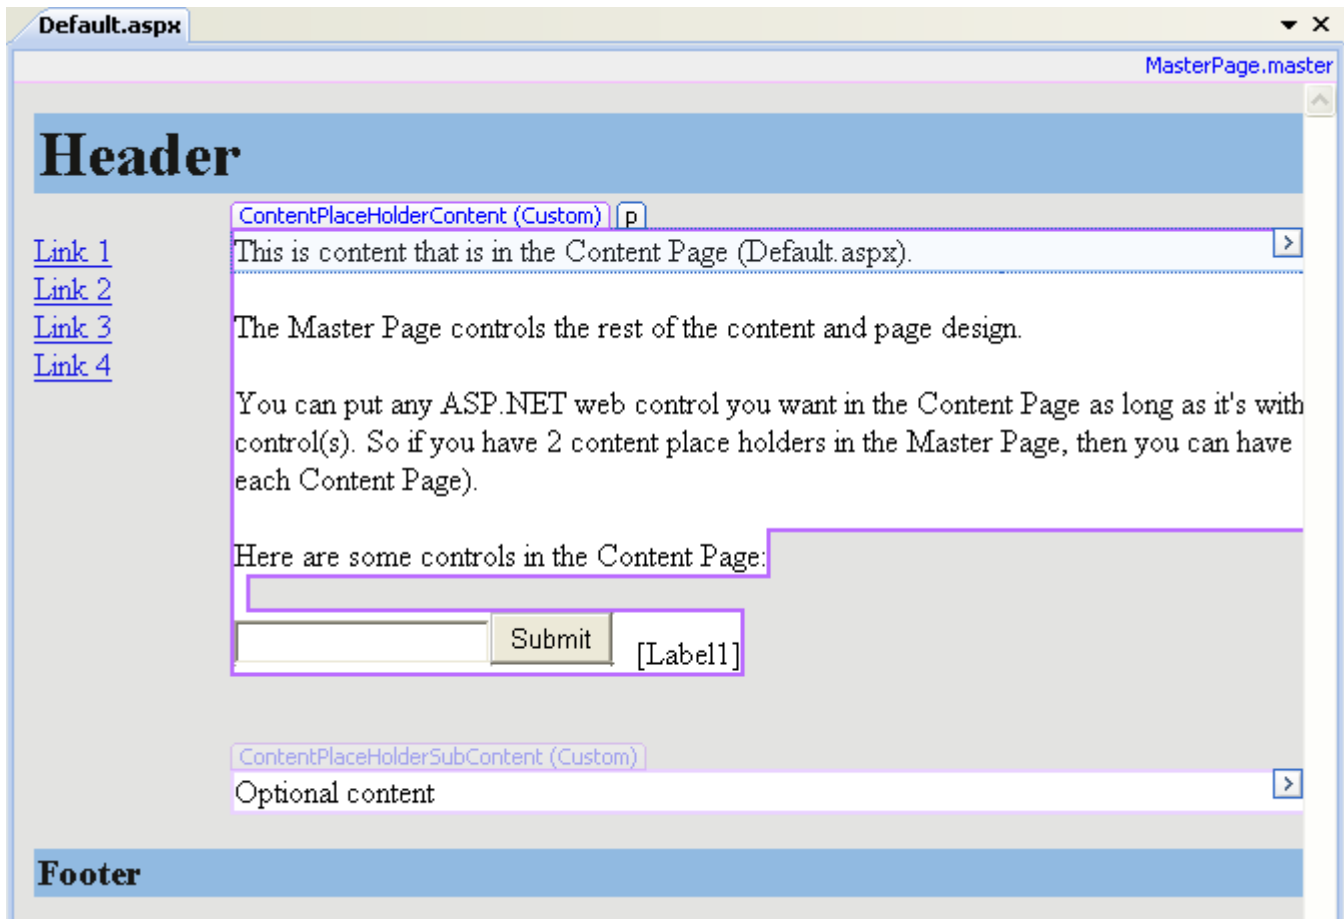 Default.aspx
MasterPage.master
Header
ContentPlaceHolderContent (Custom) p
Link 1
Link 2
Link 3
Link 4
This is content that is in the Content Page (Default.aspx).
The Master Page controls the rest of the content and page design.
You can put any ASP.NET web control you want in the Content Page as long as it's with
control(s). So if you have 2 content place holders in the Master Page, then you can have
each Content Page).
Here are some controls in the Content Page:
Submit [Label1]
ContentPlaceHolderSubContent (Custom)
Optional content
Footer